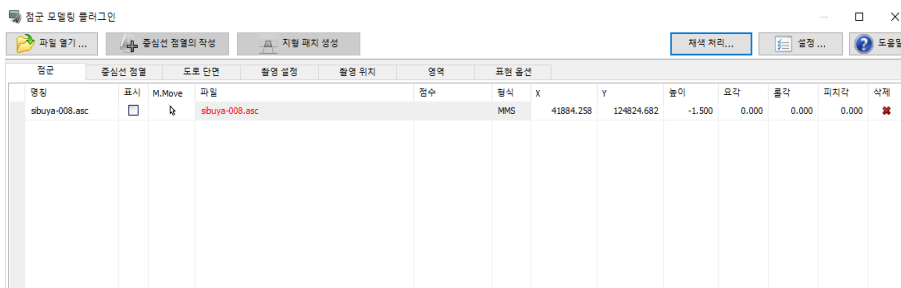 점군 모델링 플러그인
파일 열기 ... 중심선 점열의 작성 지형 패치 생성 채색 처리... 설정 ... 도움말
점군 중심선 점열 도로 단면 촬영 설정 촬영 위치 영역 표현 옵션
명칭 표시 M.Move 파일 점수 형식 X Y 높이 요각 롤각 피치각 삭제
sibuya-008.asc sibuya-008.asc MMS 41884.258 124824.682 -1.500 0.000 0.000 0.000